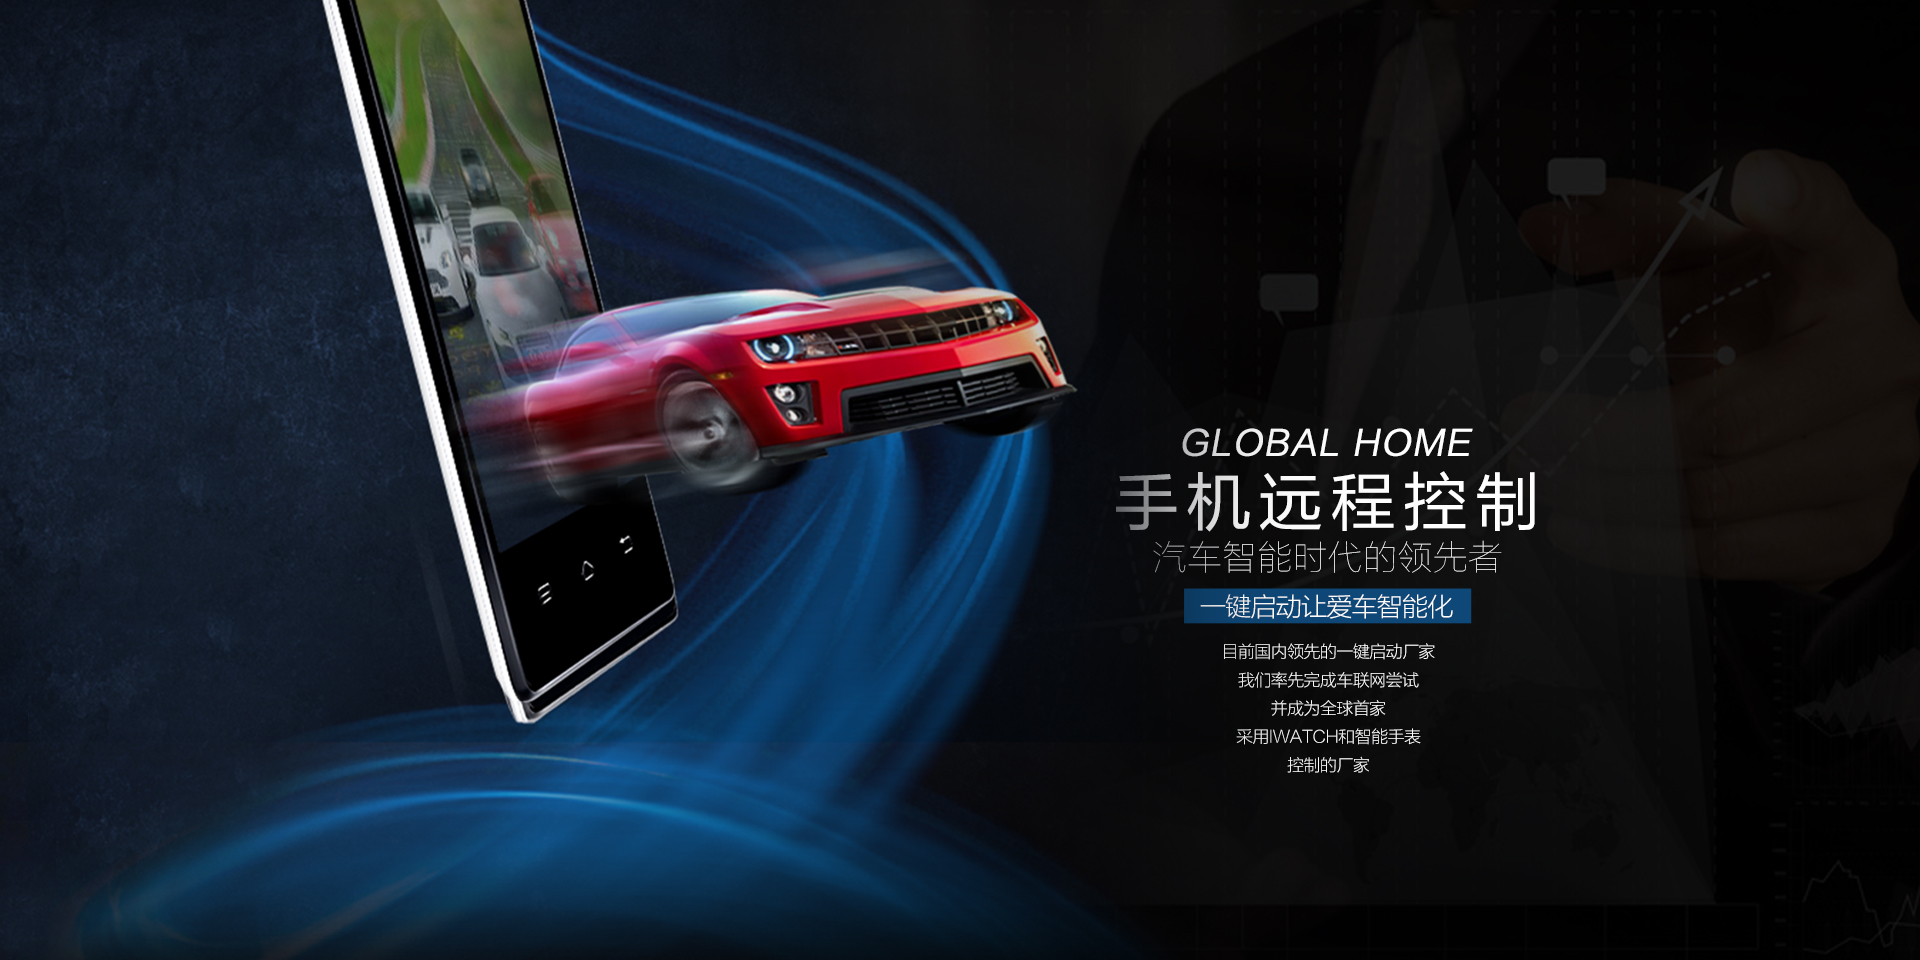 GLOBAL HOME
手机远程控制
汽车智能时代的领先者
一键启动让爱车智能化
目前国内领先的一键启动厂家
我们率先完成车联网尝试
并成为全球首家
采用IWATCH和智能手表
控制的厂家